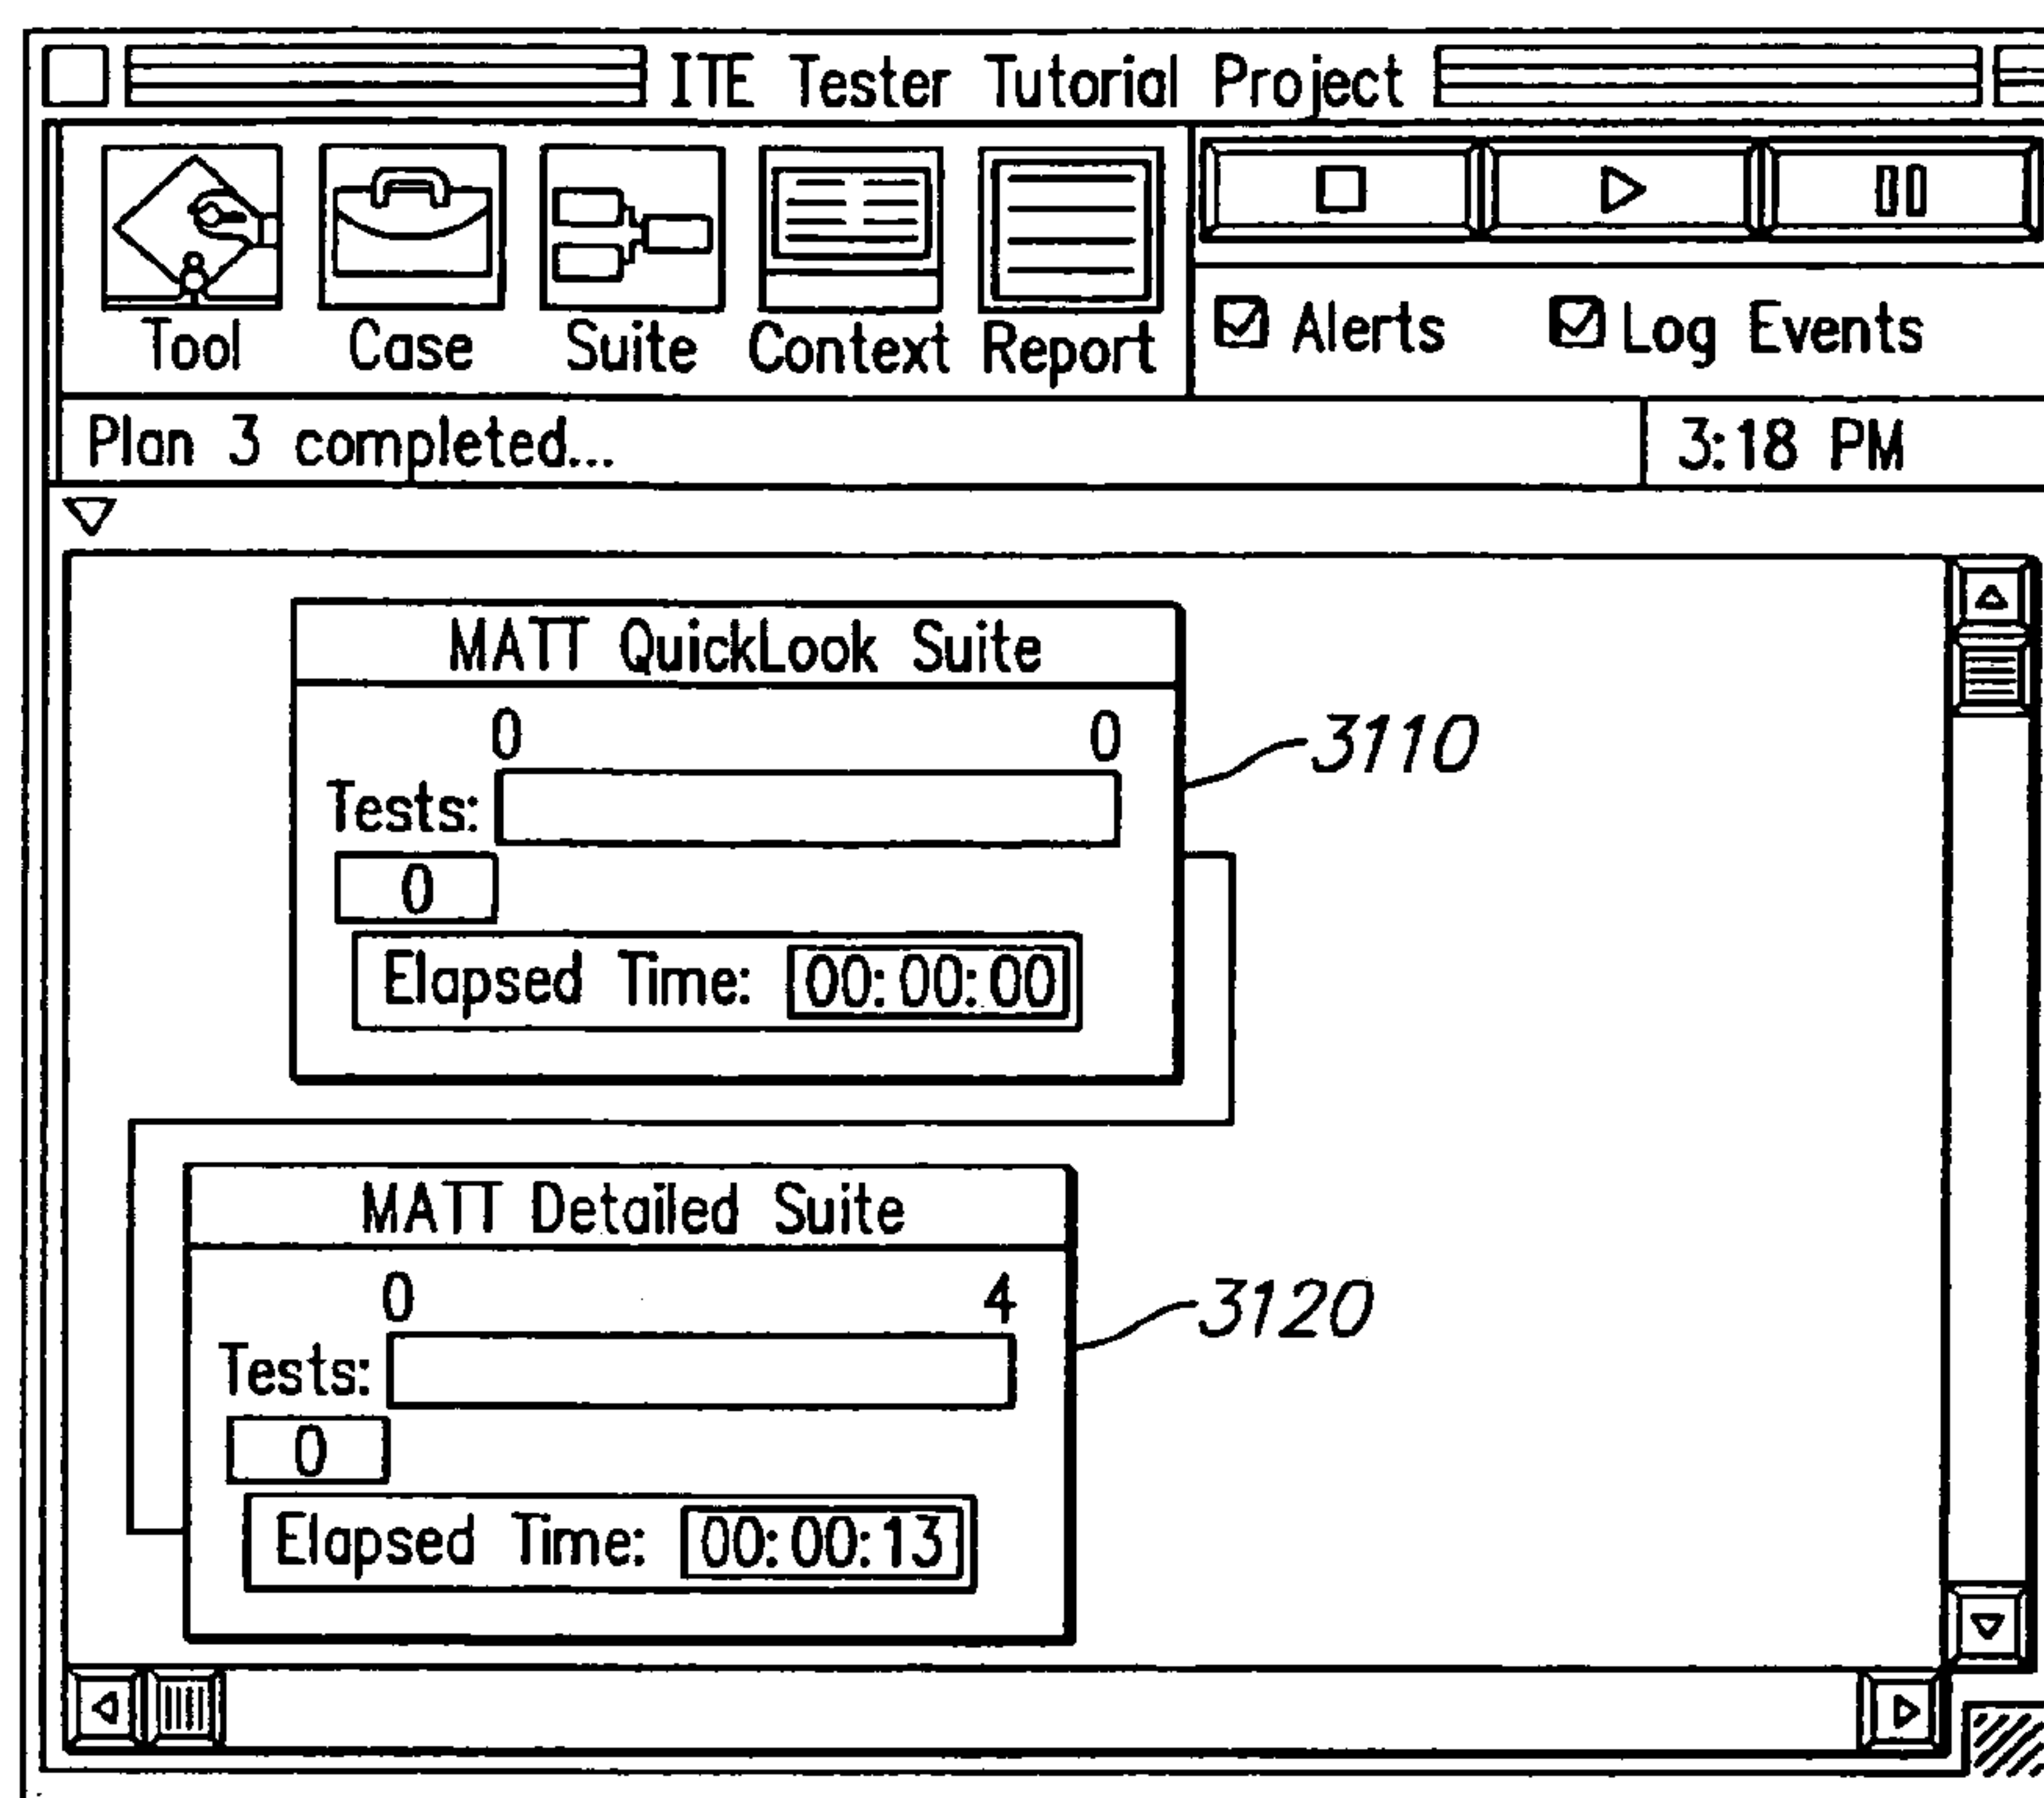 ITE Tester Tutorial Project
Tool Case Suite Context Report
Alerts Log Events
Plan 3 completed... 3:18 PM
MATT QuickLook Suite
0 0
3110
Tests:
0
Elapsed Time: 00:00:00
MATT Detailed Suite
0 4
3120
Tests:
0
Elapsed Time: 00:00:13